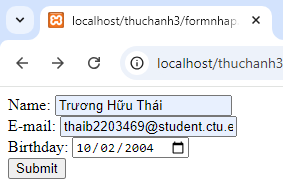 localhost/thuchanh3/formnhap
localhost/thuchanh3
Name: Trương Hữu Thái
E-mail: thaib2203469@student.ctu.e
Birthday: 10/02/2004
Submit